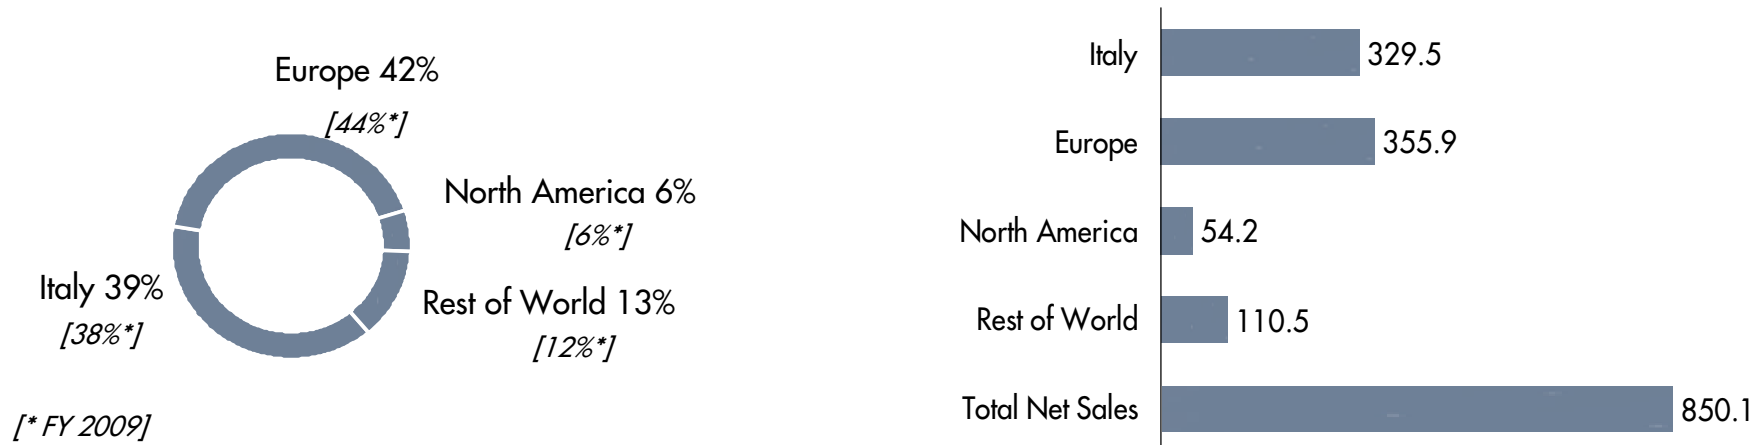 Europe 42%
[44%*]
North America 6%
[6%*]
Italy 39%
[38%*]
Rest of World 13%
[12%*]
[* FY 2009]
Italy 329.5
Europe 355.9
North America 54.2
Rest of World 110.5
Total Net Sales 850.1